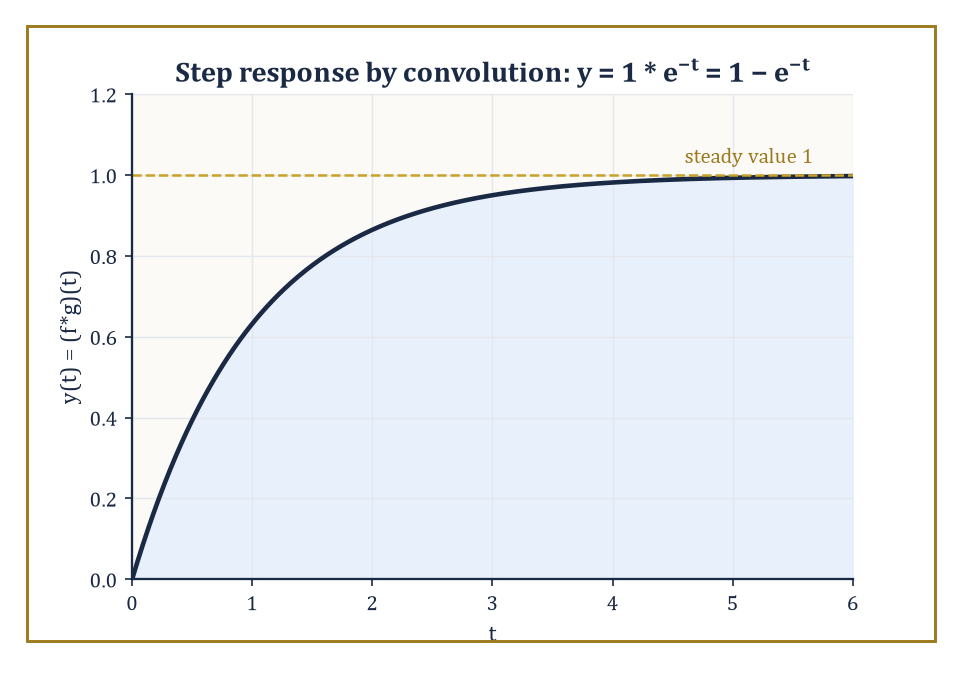 Step response by convolution: y = 1 * e⁻ᵗ = 1 − e⁻ᵗ
y(t) = (f*g)(t)
1.2
1.0
0.8
0.6
0.4
0.2
0.0
steady value 1
0 1 2 3 4 5 6
t